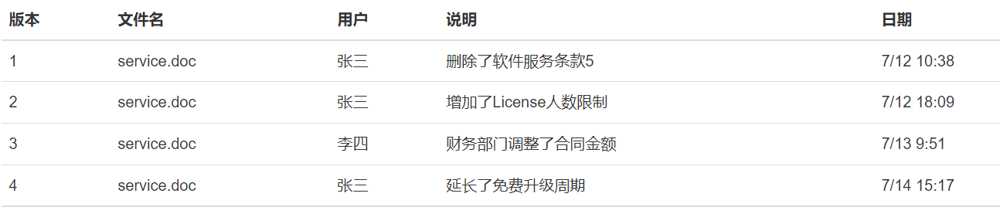 版本 文件名 用户 说明 日期
1 service.doc 张三 删除了软件服务条款5 7/12 10:38
2 service.doc 张三 增加了License人数限制 7/12 18:09
3 service.doc 李四 财务部门调整了合同金额 7/13 9:51
4 service.doc 张三 延长了免费升级周期 7/14 15:17